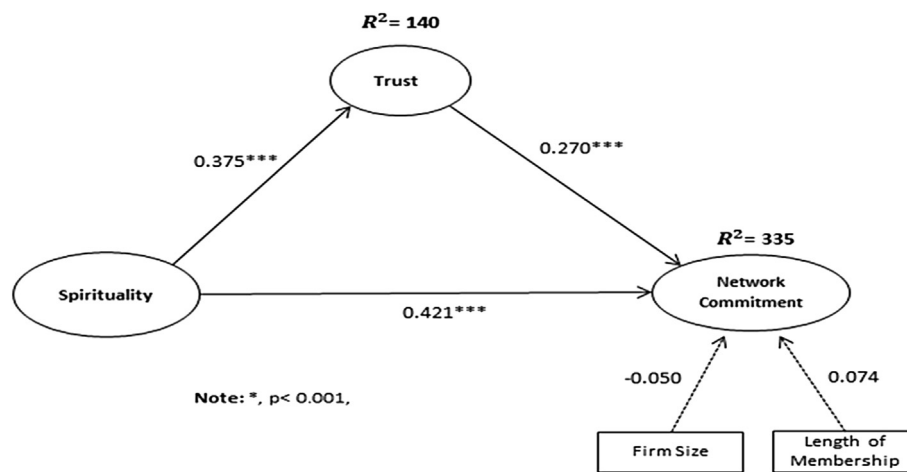 R²= 140
Trust
0.375***
0.270***
R²= 335
Spirituality
Network
Commitment
0.421***
-0.050
0.074
Note: *, p< 0.001,
Firm Size
Length of
Membership